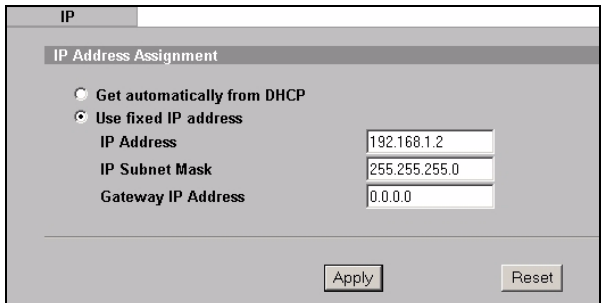 IP
IP Address Assignment
Get automatically from DHCP
Use fixed IP address
IP Address 192.168.1.2
IP Subnet Mask 255.255.255.0
Gateway IP Address 0.0.0.0
Apply Reset